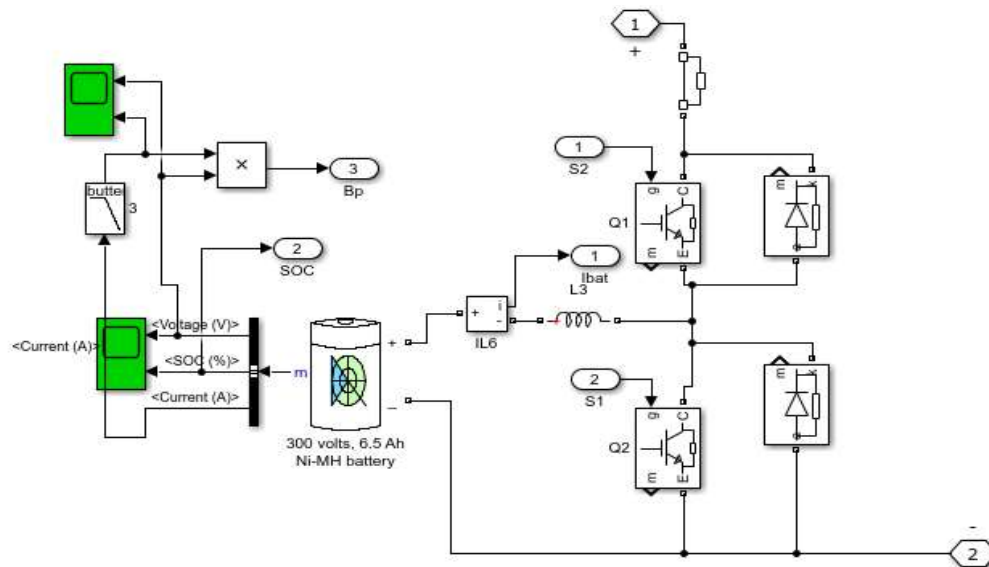 1
+
butte
3
×
3
Bp
2
SOC
1
S2
g
C
Q1
m
E
m
k
a
1
Ibat
L3
+
i
-
IL6
<Voltage (V)>
<Current (A)>
<SOC (%)>
<Current (A)>
m
+
–
300 volts, 6.5 Ah
Ni-MH battery
2
S1
g
C
Q2
m
E
m
k
a
-
2